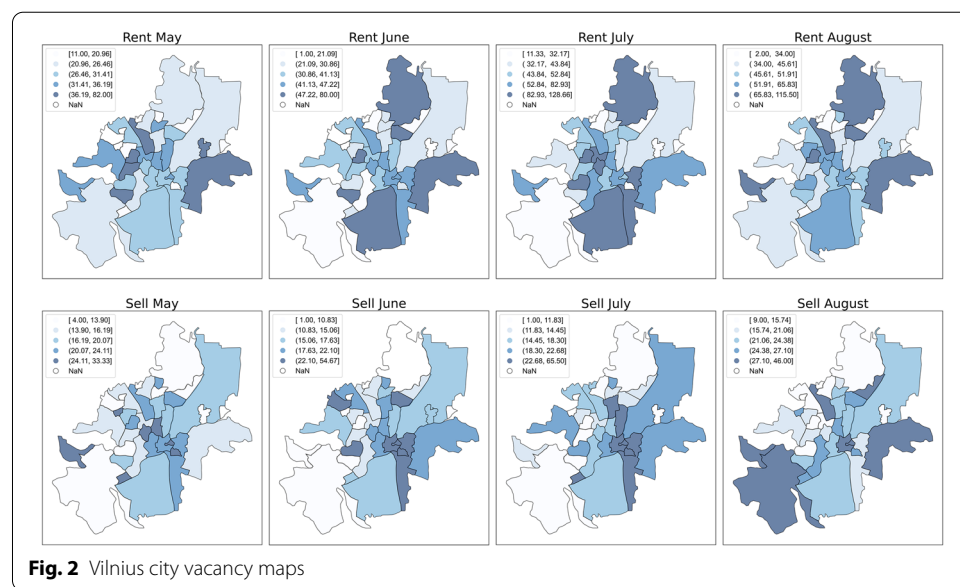 Rent May
[11.00, 20.96]
(20.96, 26.46]
(26.46, 31.41]
(31.41, 36.19]
(36.19, 82.00]
NaN
Rent June
[ 1.00, 21.09]
(21.09, 30.86]
(30.86, 41.13]
(41.13, 47.22]
(47.22, 80.00]
NaN
Rent July
[ 11.33, 32.17]
( 32.17, 43.84]
( 43.84, 52.84]
( 52.84, 82.93]
( 82.93, 128.66]
NaN
Rent August
[ 2.00, 34.00]
( 34.00, 45.61]
( 45.61, 51.91]
( 51.91, 65.83]
( 65.83, 115.50]
NaN
Sell May
[ 4.00, 13.90]
(13.90, 16.19]
(16.19, 20.07]
(20.07, 24.11]
(24.11, 33.33]
NaN
Sell June
[ 1.00, 10.83]
(10.83, 15.06]
(15.06, 17.63]
(17.63, 22.10]
(22.10, 54.67]
NaN
Sell July
[ 1.00, 11.83]
(11.83, 14.45]
(14.45, 18.30]
(18.30, 22.68]
(22.68, 65.50]
NaN
Sell August
[ 9.00, 15.74]
(15.74, 21.06]
(21.06, 24.38]
(24.38, 27.10]
(27.10, 46.00]
NaN
Fig. 2 Vilnius city vacancy maps